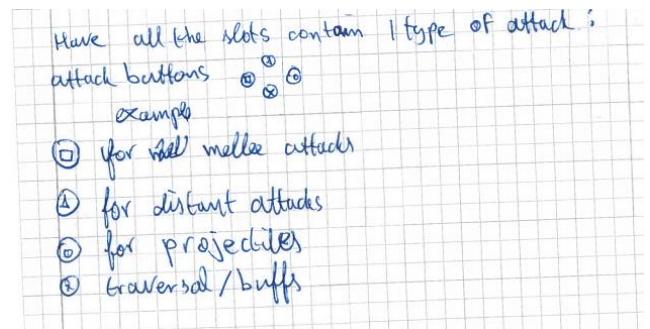 Have all the slots contain 1 type of attack :
attack buttons
example
for mellee attacks
for distant attacks
for projectiles
traversal/buffs